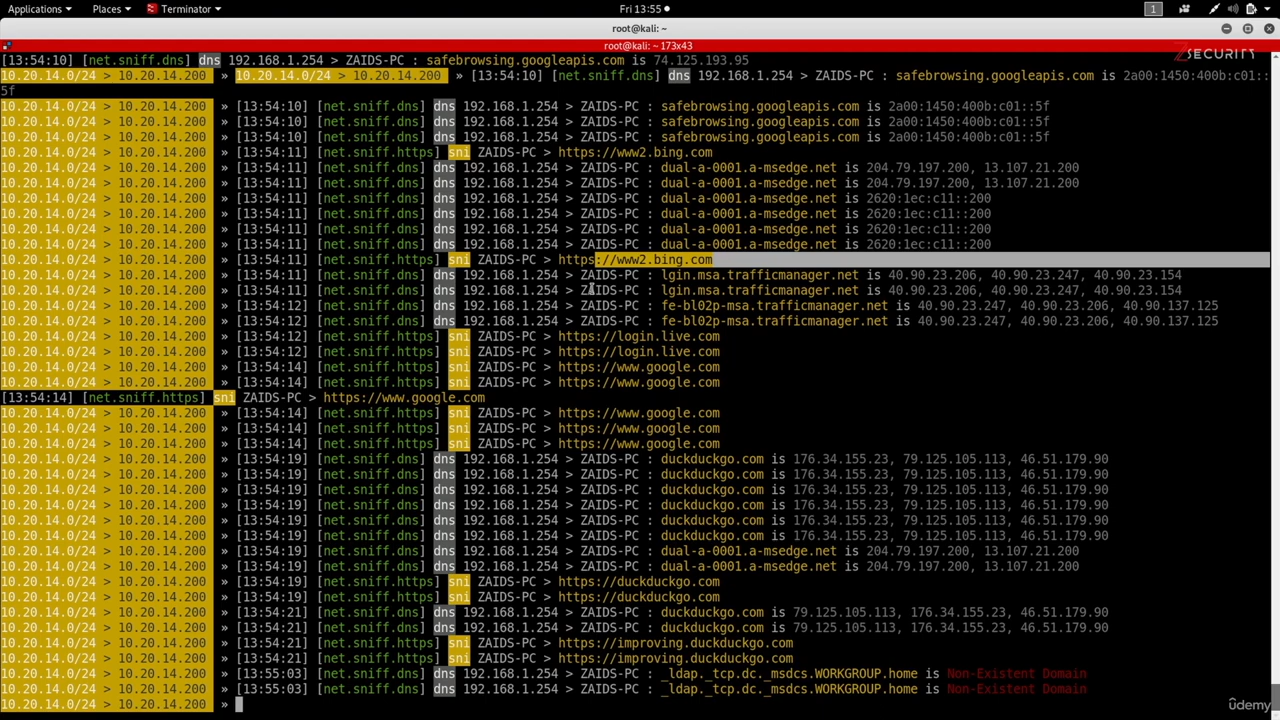 Applications Places Terminator Fri 13:55 1
root@kali: ~
root@kali: ~ 173x43
[13:54:10] [net.sniff.dns] dns 192.168.1.254 > ZAIDS-PC : safebrowsing.googleapis.com is 74.125.193.95
10.20.14.0/24 > 10.20.14.200 » 10.20.14.0/24 > 10.20.14.200 » [13:54:10] [net.sniff.dns] dns 192.168.1.254 > ZAIDS-PC : safebrowsing.googleapis.com is 2a00:1450:400b:c01::
5f
10.20.14.0/24 > 10.20.14.200 » [13:54:10] [net.sniff.dns] dns 192.168.1.254 > ZAIDS-PC : safebrowsing.googleapis.com is 2a00:1450:400b:c01::5f
10.20.14.0/24 > 10.20.14.200 » [13:54:10] [net.sniff.dns] dns 192.168.1.254 > ZAIDS-PC : safebrowsing.googleapis.com is 2a00:1450:400b:c01::5f
10.20.14.0/24 > 10.20.14.200 » [13:54:10] [net.sniff.dns] dns 192.168.1.254 > ZAIDS-PC : safebrowsing.googleapis.com is 2a00:1450:400b:c01::5f
10.20.14.0/24 > 10.20.14.200 » [13:54:11] [net.sniff.https] sni ZAIDS-PC > https://www2.bing.com
10.20.14.0/24 > 10.20.14.200 » [13:54:11] [net.sniff.dns] dns 192.168.1.254 > ZAIDS-PC : dual-a-0001.a-msedge.net is 204.79.197.200, 13.107.21.200
10.20.14.0/24 > 10.20.14.200 » [13:54:11] [net.sniff.dns] dns 192.168.1.254 > ZAIDS-PC : dual-a-0001.a-msedge.net is 204.79.197.200, 13.107.21.200
10.20.14.0/24 > 10.20.14.200 » [13:54:11] [net.sniff.dns] dns 192.168.1.254 > ZAIDS-PC : dual-a-0001.a-msedge.net is 2620:1ec:c11::200
10.20.14.0/24 > 10.20.14.200 » [13:54:11] [net.sniff.dns] dns 192.168.1.254 > ZAIDS-PC : dual-a-0001.a-msedge.net is 2620:1ec:c11::200
10.20.14.0/24 > 10.20.14.200 » [13:54:11] [net.sniff.dns] dns 192.168.1.254 > ZAIDS-PC : dual-a-0001.a-msedge.net is 2620:1ec:c11::200
10.20.14.0/24 > 10.20.14.200 » [13:54:11] [net.sniff.dns] dns 192.168.1.254 > ZAIDS-PC : dual-a-0001.a-msedge.net is 2620:1ec:c11::200
10.20.14.0/24 > 10.20.14.200 » [13:54:11] [net.sniff.https] sni ZAIDS-PC > https://www2.bing.com
10.20.14.0/24 > 10.20.14.200 » [13:54:11] [net.sniff.dns] dns 192.168.1.254 > ZAIDS-PC : lgin.msa.trafficmanager.net is 40.90.23.206, 40.90.23.247, 40.90.23.154
10.20.14.0/24 > 10.20.14.200 » [13:54:11] [net.sniff.dns] dns 192.168.1.254 > ZAIDS-PC : lgin.msa.trafficmanager.net is 40.90.23.206, 40.90.23.247, 40.90.23.154
10.20.14.0/24 > 10.20.14.200 » [13:54:12] [net.sniff.dns] dns 192.168.1.254 > ZAIDS-PC : fe-bl02p-msa.trafficmanager.net is 40.90.23.247, 40.90.23.206, 40.90.137.125
10.20.14.0/24 > 10.20.14.200 » [13:54:12] [net.sniff.dns] dns 192.168.1.254 > ZAIDS-PC : fe-bl02p-msa.trafficmanager.net is 40.90.23.247, 40.90.23.206, 40.90.137.125
10.20.14.0/24 > 10.20.14.200 » [13:54:12] [net.sniff.https] sni ZAIDS-PC > https://login.live.com
10.20.14.0/24 > 10.20.14.200 » [13:54:12] [net.sniff.https] sni ZAIDS-PC > https://login.live.com
10.20.14.0/24 > 10.20.14.200 » [13:54:14] [net.sniff.https] sni ZAIDS-PC > https://www.google.com
10.20.14.0/24 > 10.20.14.200 » [13:54:14] [net.sniff.https] sni ZAIDS-PC > https://www.google.com
[13:54:14] [net.sniff.https] sni ZAIDS-PC > https://www.google.com
10.20.14.0/24 > 10.20.14.200 » [13:54:14] [net.sniff.https] sni ZAIDS-PC > https://www.google.com
10.20.14.0/24 > 10.20.14.200 » [13:54:14] [net.sniff.https] sni ZAIDS-PC > https://www.google.com
10.20.14.0/24 > 10.20.14.200 » [13:54:14] [net.sniff.https] sni ZAIDS-PC > https://www.google.com
10.20.14.0/24 > 10.20.14.200 » [13:54:19] [net.sniff.dns] dns 192.168.1.254 > ZAIDS-PC : duckduckgo.com is 176.34.155.23, 79.125.105.113, 46.51.179.90
10.20.14.0/24 > 10.20.14.200 » [13:54:19] [net.sniff.dns] dns 192.168.1.254 > ZAIDS-PC : duckduckgo.com is 176.34.155.23, 79.125.105.113, 46.51.179.90
10.20.14.0/24 > 10.20.14.200 » [13:54:19] [net.sniff.dns] dns 192.168.1.254 > ZAIDS-PC : duckduckgo.com is 176.34.155.23, 79.125.105.113, 46.51.179.90
10.20.14.0/24 > 10.20.14.200 » [13:54:19] [net.sniff.dns] dns 192.168.1.254 > ZAIDS-PC : duckduckgo.com is 176.34.155.23, 79.125.105.113, 46.51.179.90
10.20.14.0/24 > 10.20.14.200 » [13:54:19] [net.sniff.dns] dns 192.168.1.254 > ZAIDS-PC : duckduckgo.com is 176.34.155.23, 79.125.105.113, 46.51.179.90
10.20.14.0/24 > 10.20.14.200 » [13:54:19] [net.sniff.dns] dns 192.168.1.254 > ZAIDS-PC : duckduckgo.com is 176.34.155.23, 79.125.105.113, 46.51.179.90
10.20.14.0/24 > 10.20.14.200 » [13:54:19] [net.sniff.dns] dns 192.168.1.254 > ZAIDS-PC : dual-a-0001.a-msedge.net is 204.79.197.200, 13.107.21.200
10.20.14.0/24 > 10.20.14.200 » [13:54:19] [net.sniff.dns] dns 192.168.1.254 > ZAIDS-PC : dual-a-0001.a-msedge.net is 204.79.197.200, 13.107.21.200
10.20.14.0/24 > 10.20.14.200 » [13:54:19] [net.sniff.https] sni ZAIDS-PC > https://duckduckgo.com
10.20.14.0/24 > 10.20.14.200 » [13:54:19] [net.sniff.https] sni ZAIDS-PC > https://duckduckgo.com
10.20.14.0/24 > 10.20.14.200 » [13:54:21] [net.sniff.dns] dns 192.168.1.254 > ZAIDS-PC : duckduckgo.com is 79.125.105.113, 176.34.155.23, 46.51.179.90
10.20.14.0/24 > 10.20.14.200 » [13:54:21] [net.sniff.dns] dns 192.168.1.254 > ZAIDS-PC : duckduckgo.com is 79.125.105.113, 176.34.155.23, 46.51.179.90
10.20.14.0/24 > 10.20.14.200 » [13:54:21] [net.sniff.https] sni ZAIDS-PC > https://improving.duckduckgo.com
10.20.14.0/24 > 10.20.14.200 » [13:54:21] [net.sniff.https] sni ZAIDS-PC > https://improving.duckduckgo.com
10.20.14.0/24 > 10.20.14.200 » [13:55:03] [net.sniff.dns] dns 192.168.1.254 > ZAIDS-PC : _ldap._tcp.dc._msdcs.WORKGROUP.home is Non-Existent Domain
10.20.14.0/24 > 10.20.14.200 » [13:55:03] [net.sniff.dns] dns 192.168.1.254 > ZAIDS-PC : _ldap._tcp.dc._msdcs.WORKGROUP.home is Non-Existent Domain
10.20.14.0/24 > 10.20.14.200 »
ZSECURITY
ûdemy